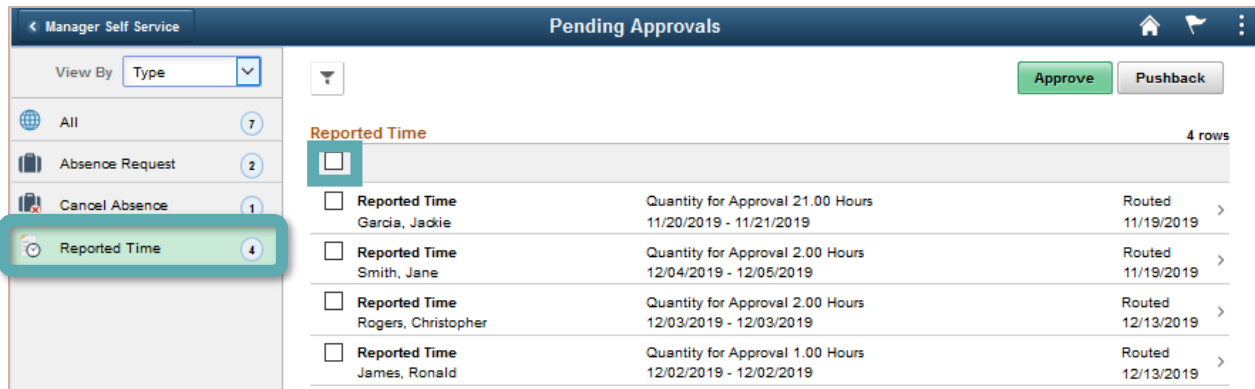 Manager Self Service
Pending Approvals
View By Type
Approve Pushback
All 7
Absence Request 2
Cancel Absence 1
Reported Time 4
Reported Time 4 rows
Reported Time Quantity for Approval 21.00 Hours Routed
Garcia, Jackie 11/20/2019 - 11/21/2019 11/19/2019
Reported Time Quantity for Approval 2.00 Hours Routed
Smith, Jane 12/04/2019 - 12/05/2019 11/19/2019
Reported Time Quantity for Approval 2.00 Hours Routed
Rogers, Christopher 12/03/2019 - 12/03/2019 12/13/2019
Reported Time Quantity for Approval 1.00 Hours Routed
James, Ronald 12/02/2019 - 12/02/2019 12/13/2019